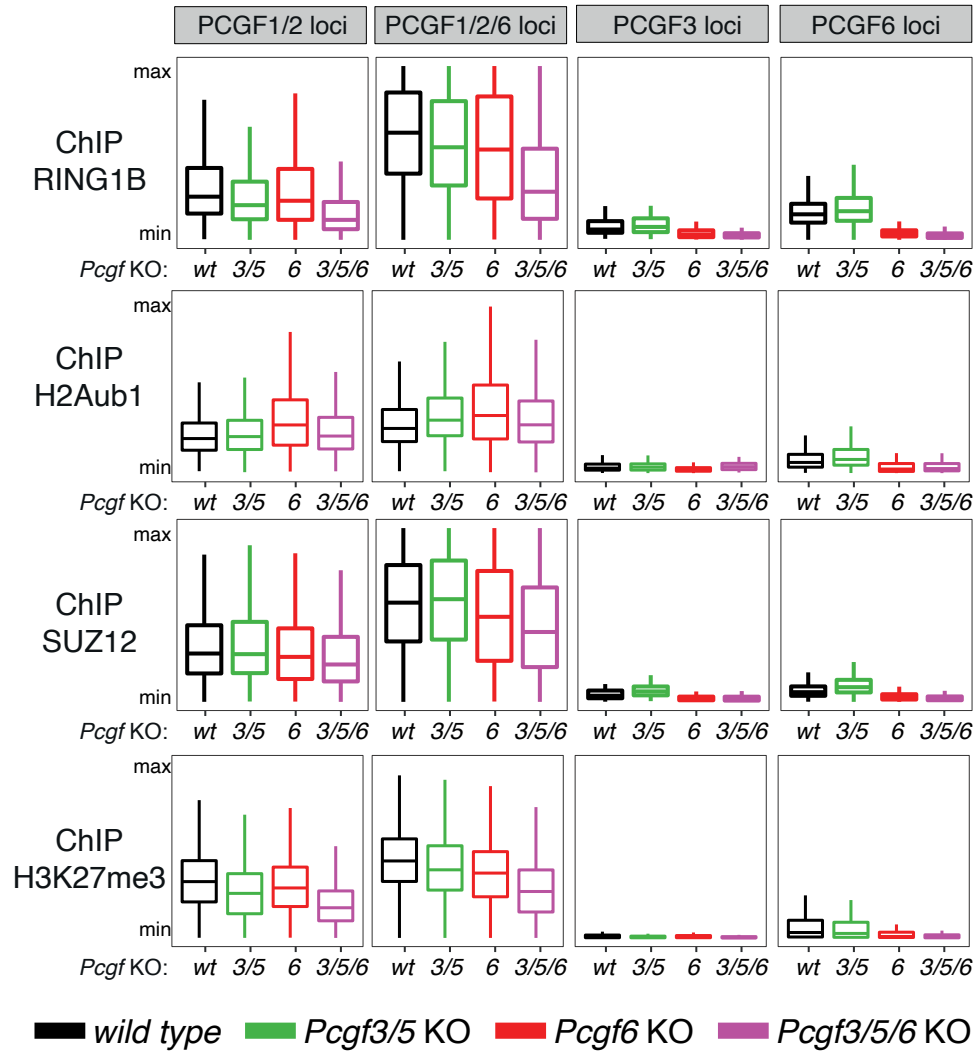 PCGF1/2 loci PCGF1/2/6 loci PCGF3 loci PCGF6 loci
max
ChIP
RING1B
min
Pcgf KO: wt 3/5 6 3/5/6 wt 3/5 6 3/5/6 wt 3/5 6 3/5/6 wt 3/5 6 3/5/6
max
ChIP
H2Aub1
min
Pcgf KO: wt 3/5 6 3/5/6 wt 3/5 6 3/5/6 wt 3/5 6 3/5/6 wt 3/5 6 3/5/6
max
ChIP
SUZ12
min
Pcgf KO: wt 3/5 6 3/5/6 wt 3/5 6 3/5/6 wt 3/5 6 3/5/6 wt 3/5 6 3/5/6
max
ChIP
H3K27me3
min
Pcgf KO: wt 3/5 6 3/5/6 wt 3/5 6 3/5/6 wt 3/5 6 3/5/6 wt 3/5 6 3/5/6
wild type Pcgf3/5 KO Pcgf6 KO Pcgf3/5/6 KO